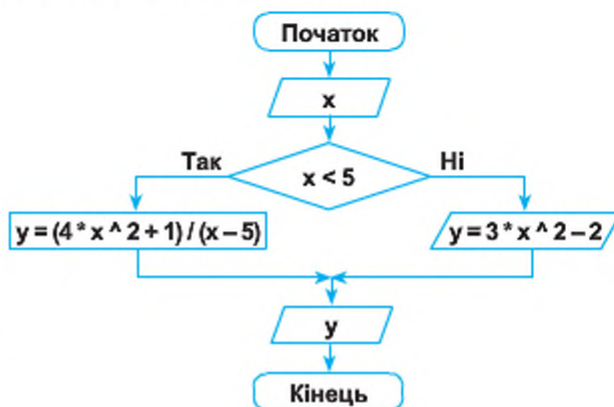 Початок
x
Так
Ні
x < 5
y = (4 * x ^ 2 + 1) / (x – 5)
y = 3 * x ^ 2 – 2
y
Кінець